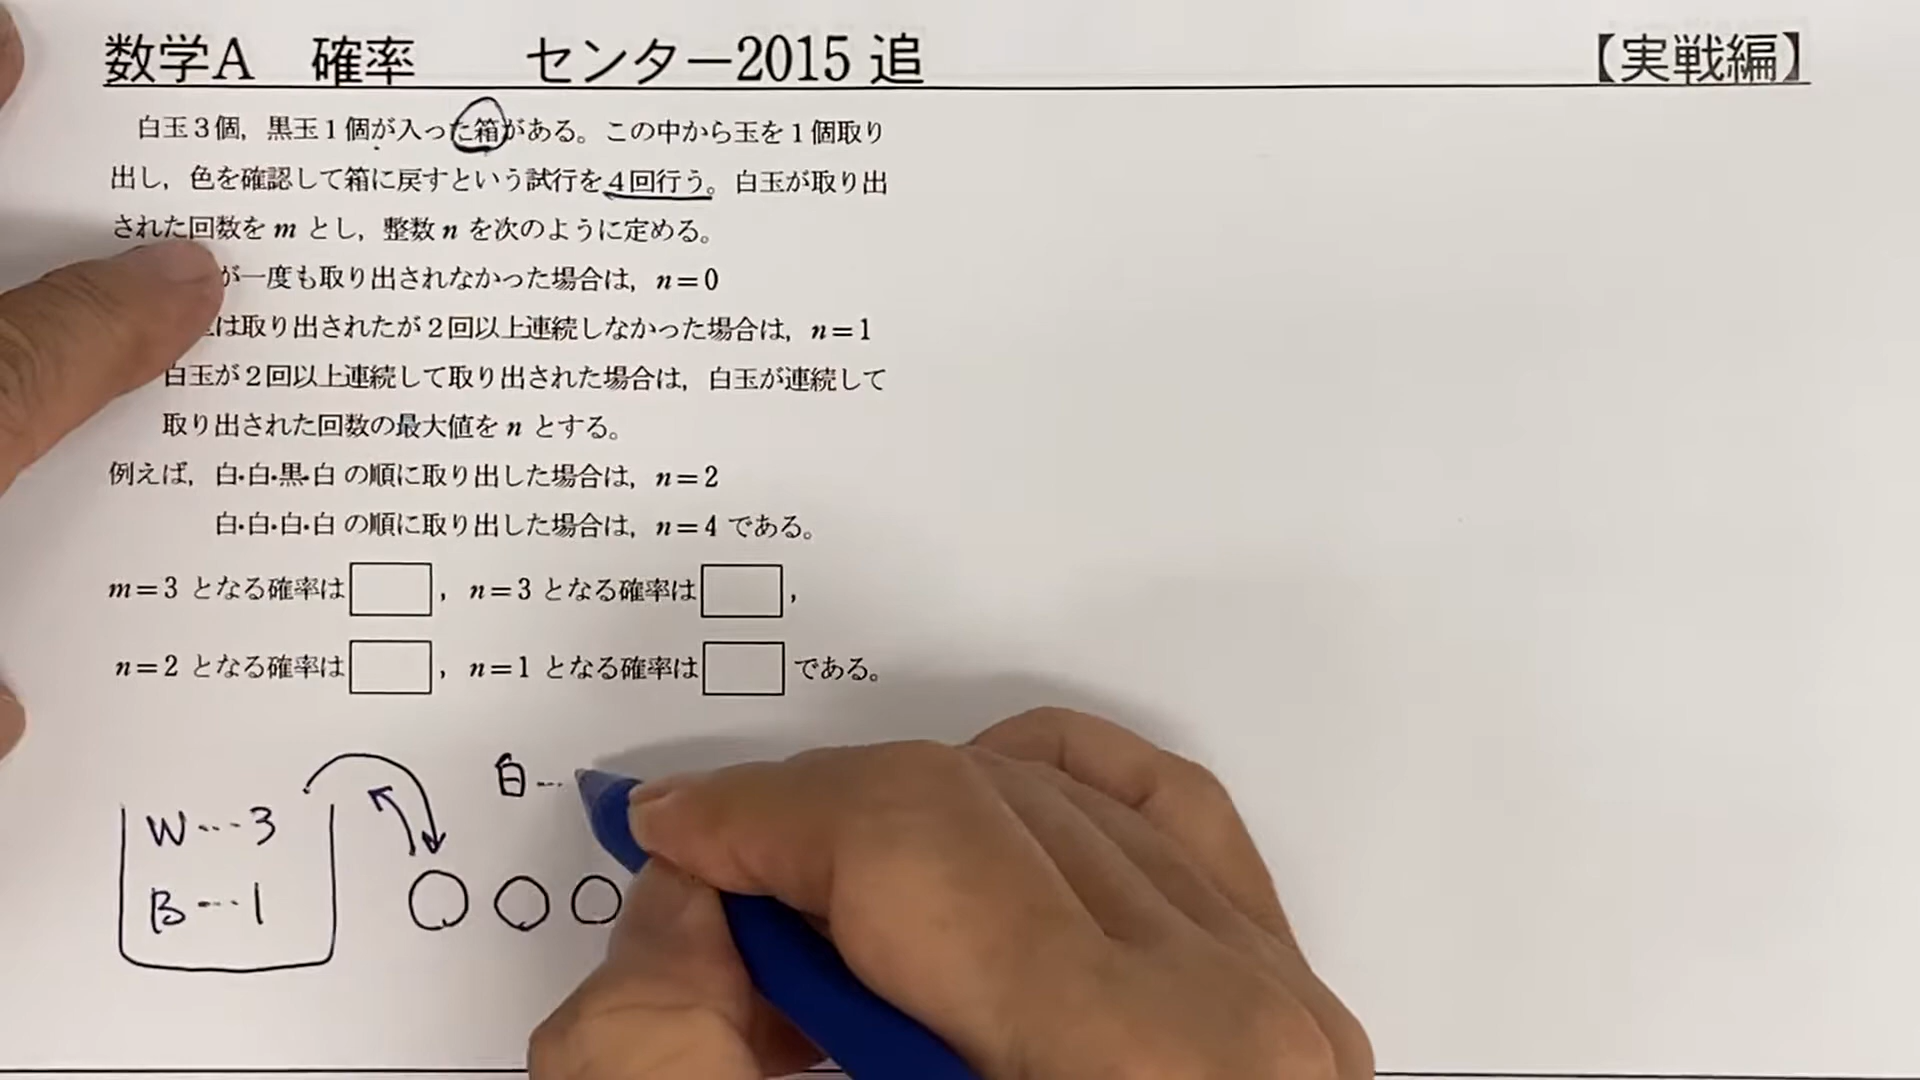 数学A 確率 センター2015 追 【実戦編】
白玉3個，黒玉1個が入った箱がある。この中から玉を1個取り
出し，色を確認して箱に戻すという試行を4回行う。白玉が取り出
された回数を m とし，整数 n を次のように定める。
が一度も取り出されなかった場合は，n＝0
は取り出されたが2回以上連続しなかった場合は，n＝1
白玉が2回以上連続して取り出された場合は，白玉が連続して
取り出された回数の最大値を n とする。
例えば，白・白・黒・白 の順に取り出した場合は，n＝2
白・白・白・白 の順に取り出した場合は，n＝4 である。
m＝3 となる確率は，n＝3 となる確率は，
n＝2 となる確率は，n＝1 となる確率はである。
白…
W…3
B…1